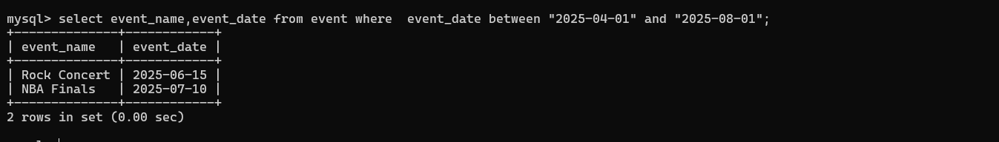 mysql> select event_name,event_date from event where  event_date between "2025-04-01" and "2025-08-01";
+--------------+------------+
| event_name   | event_date |
+--------------+------------+
| Rock Concert | 2025-06-15 |
| NBA Finals   | 2025-07-10 |
+--------------+------------+
2 rows in set (0.00 sec)